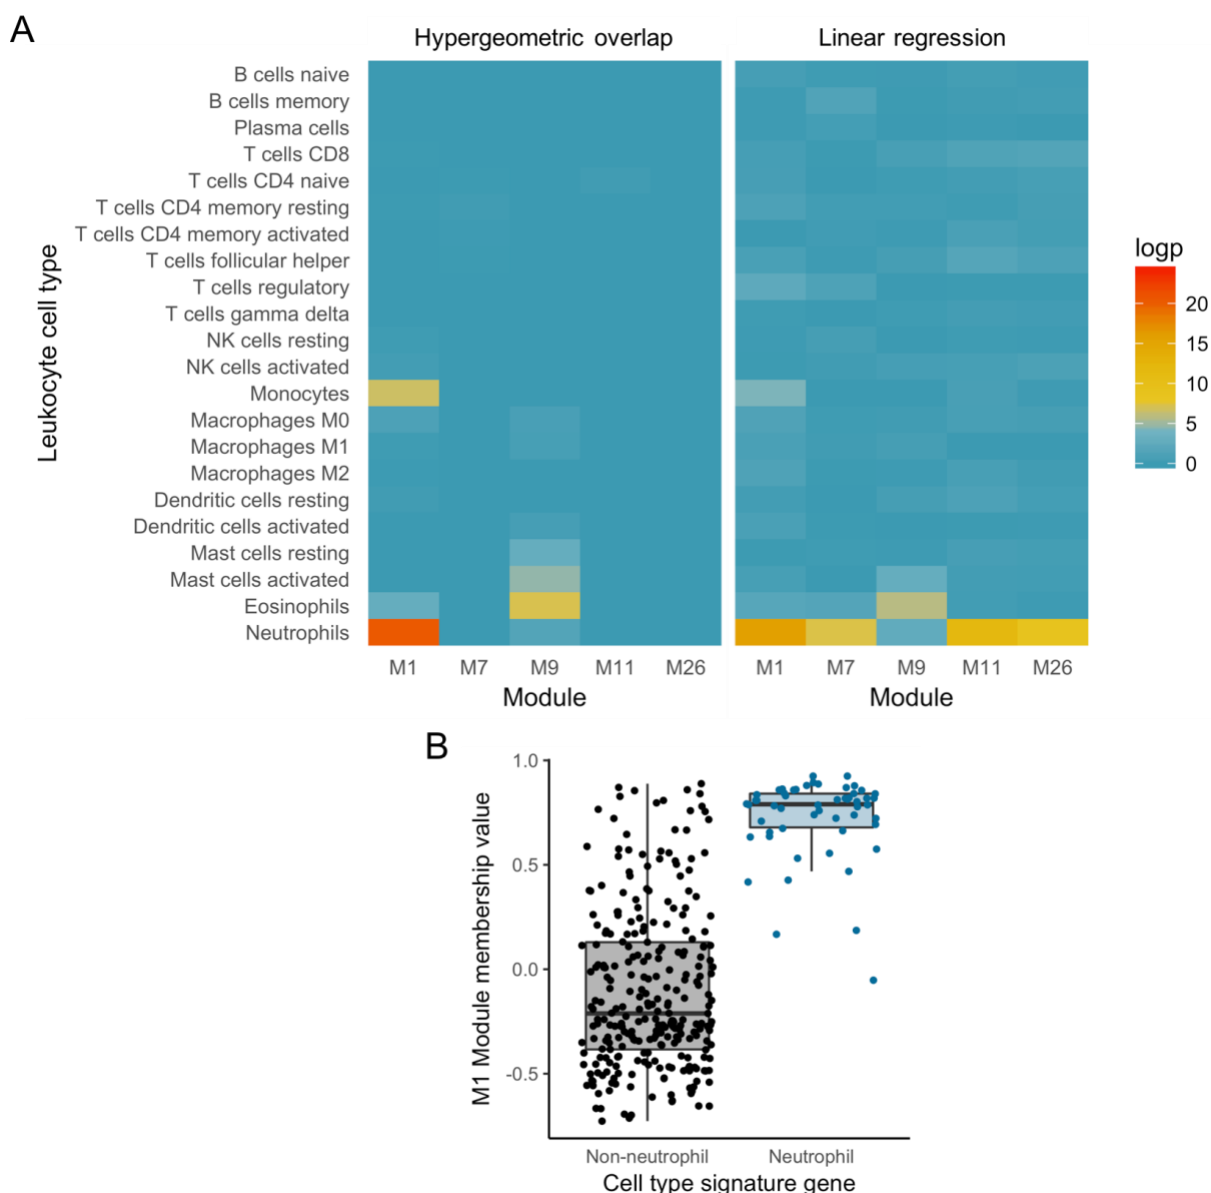 A
Hypergeometric overlap
Linear regression
Leukocyte cell type
B cells naive
B cells memory
Plasma cells
T cells CD8
T cells CD4 naive
T cells CD4 memory resting
T cells CD4 memory activated
T cells follicular helper
T cells regulatory
T cells gamma delta
NK cells resting
NK cells activated
Monocytes
Macrophages M0
Macrophages M1
Macrophages M2
Dendritic cells resting
Dendritic cells activated
Mast cells resting
Mast cells activated
Eosinophils
Neutrophils
M1 M7 M9 M11 M26
Module
M1 M7 M9 M11 M26
Module
logp
20
15
10
5
0
B
M1 Module membership value
1.0
0.5
0.0
-0.5
Non-neutrophil
Neutrophil
Cell type signature gene